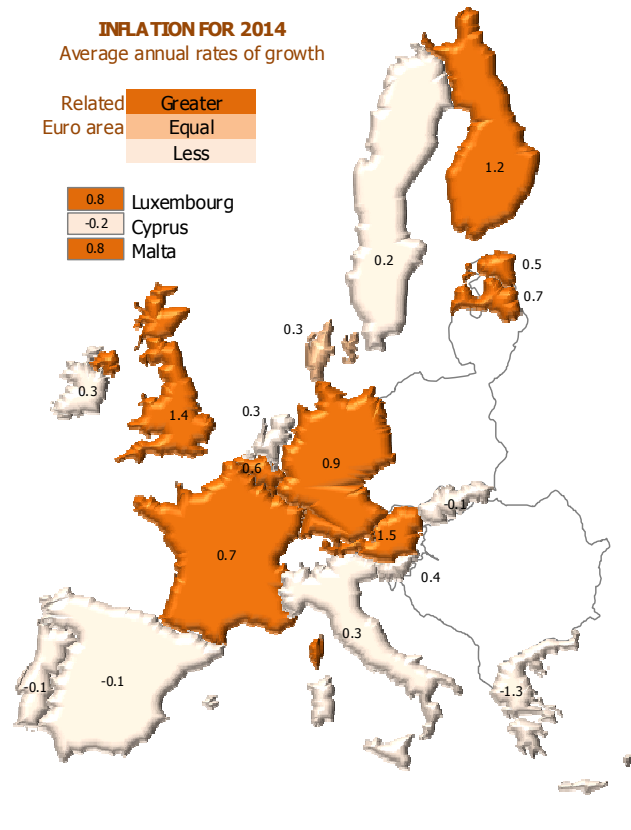 INFLATION FOR 2014
Average annual rates of growth
Related Greater
Euro area Equal
Less
0.8 Luxembourg
-0.2 Cyprus
0.8 Malta
1.2
0.2
0.5
0.7
0.3
0.3
1.4
0.3
0.6
0.9
-0.1
1.5
0.7
0.4
0.3
-0.1
-0.1
-1.3